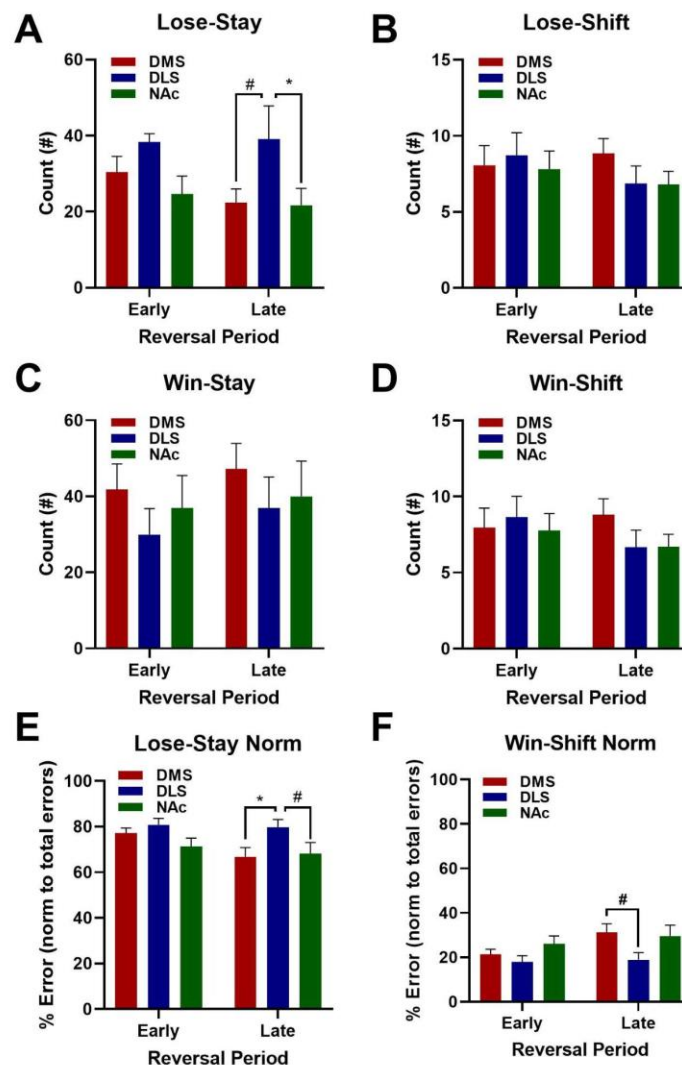 A
Lose-Stay
60
40
20
0
Count (#)
DMS
DLS
NAc
#
*
Early
Late
Reversal Period
B
Lose-Shift
15
10
5
0
Count (#)
DMS
DLS
NAc
Early
Late
Reversal Period
C
Win-Stay
60
40
20
0
Count (#)
DMS
DLS
NAc
Early
Late
Reversal Period
D
Win-Shift
15
10
5
0
Count (#)
DMS
DLS
NAc
Early
Late
Reversal Period
E
Lose-Stay Norm
100
80
60
40
20
0
% Error (norm to total errors)
DMS
DLS
NAc
*
#
Early
Late
Reversal Period
F
Win-Shift Norm
100
80
60
40
20
0
% Error (norm to total errors)
DMS
DLS
NAc
#
Early
Late
Reversal Period